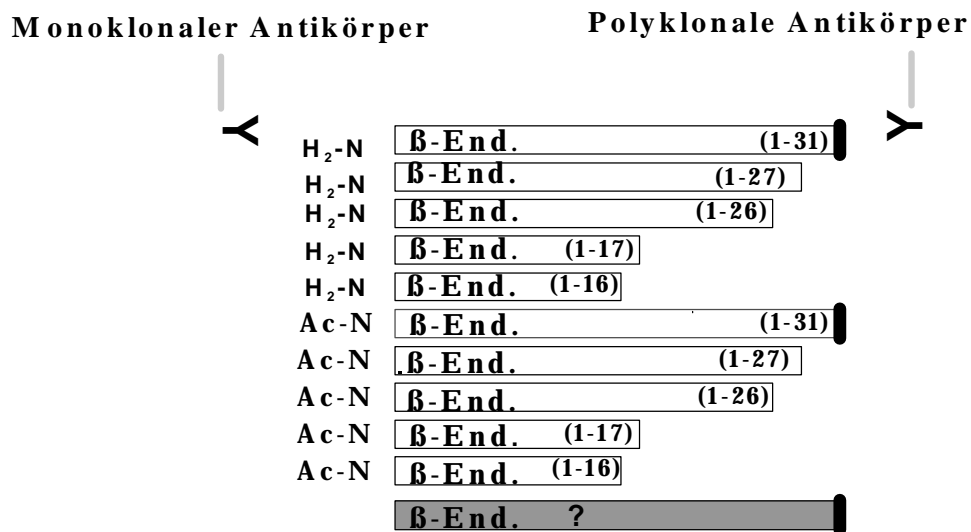 Monoklonaler Antikörper
Polyklonale Antikörper
H2-N ß-End. (1-31)
H2-N ß-End. (1-27)
H2-N ß-End. (1-26)
H2-N ß-End. (1-17)
H2-N ß-End. (1-16)
Ac-N ß-End. (1-31)
Ac-N ß-End. (1-27)
Ac-N ß-End. (1-26)
Ac-N ß-End. (1-17)
Ac-N ß-End. (1-16)
ß-End. ?